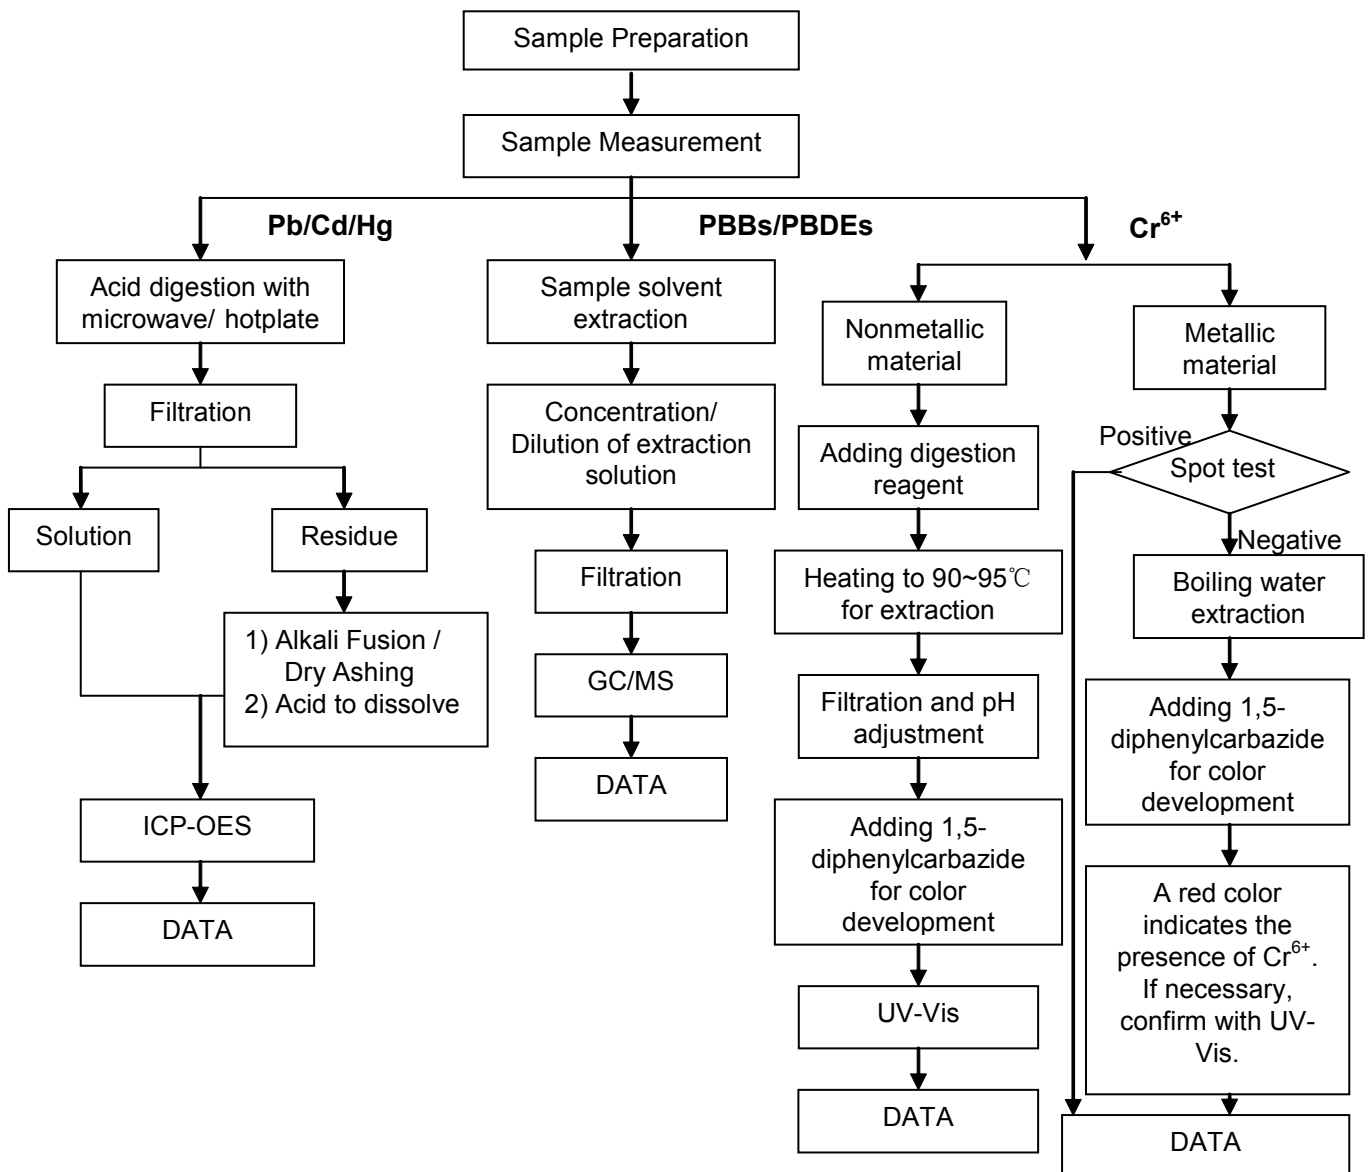 Sample Preparation
Sample Measurement
Pb/Cd/Hg
PBBs/PBDEs
Cr⁶⁺
Acid digestion with
microwave/ hotplate
Filtration
Solution
Residue
1) Alkali Fusion /
Dry Ashing
2) Acid to dissolve
ICP-OES
DATA
Sample solvent
extraction
Concentration/
Dilution of extraction
solution
Filtration
GC/MS
DATA
Nonmetallic
material
Adding digestion
reagent
Heating to 90~95℃
for extraction
Filtration and pH
adjustment
Adding 1,5-
diphenylcarbazide
for color
development
UV-Vis
DATA
Metallic
material
Positive
Spot test
Negative
Boiling water
extraction
Adding 1,5-
diphenylcarbazide
for color
development
A red color
indicates the
presence of Cr⁶⁺.
If necessary,
confirm with UV-
Vis.
DATA